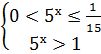 {0 < 5ˣ ≤ 1/15
5ˣ > 1